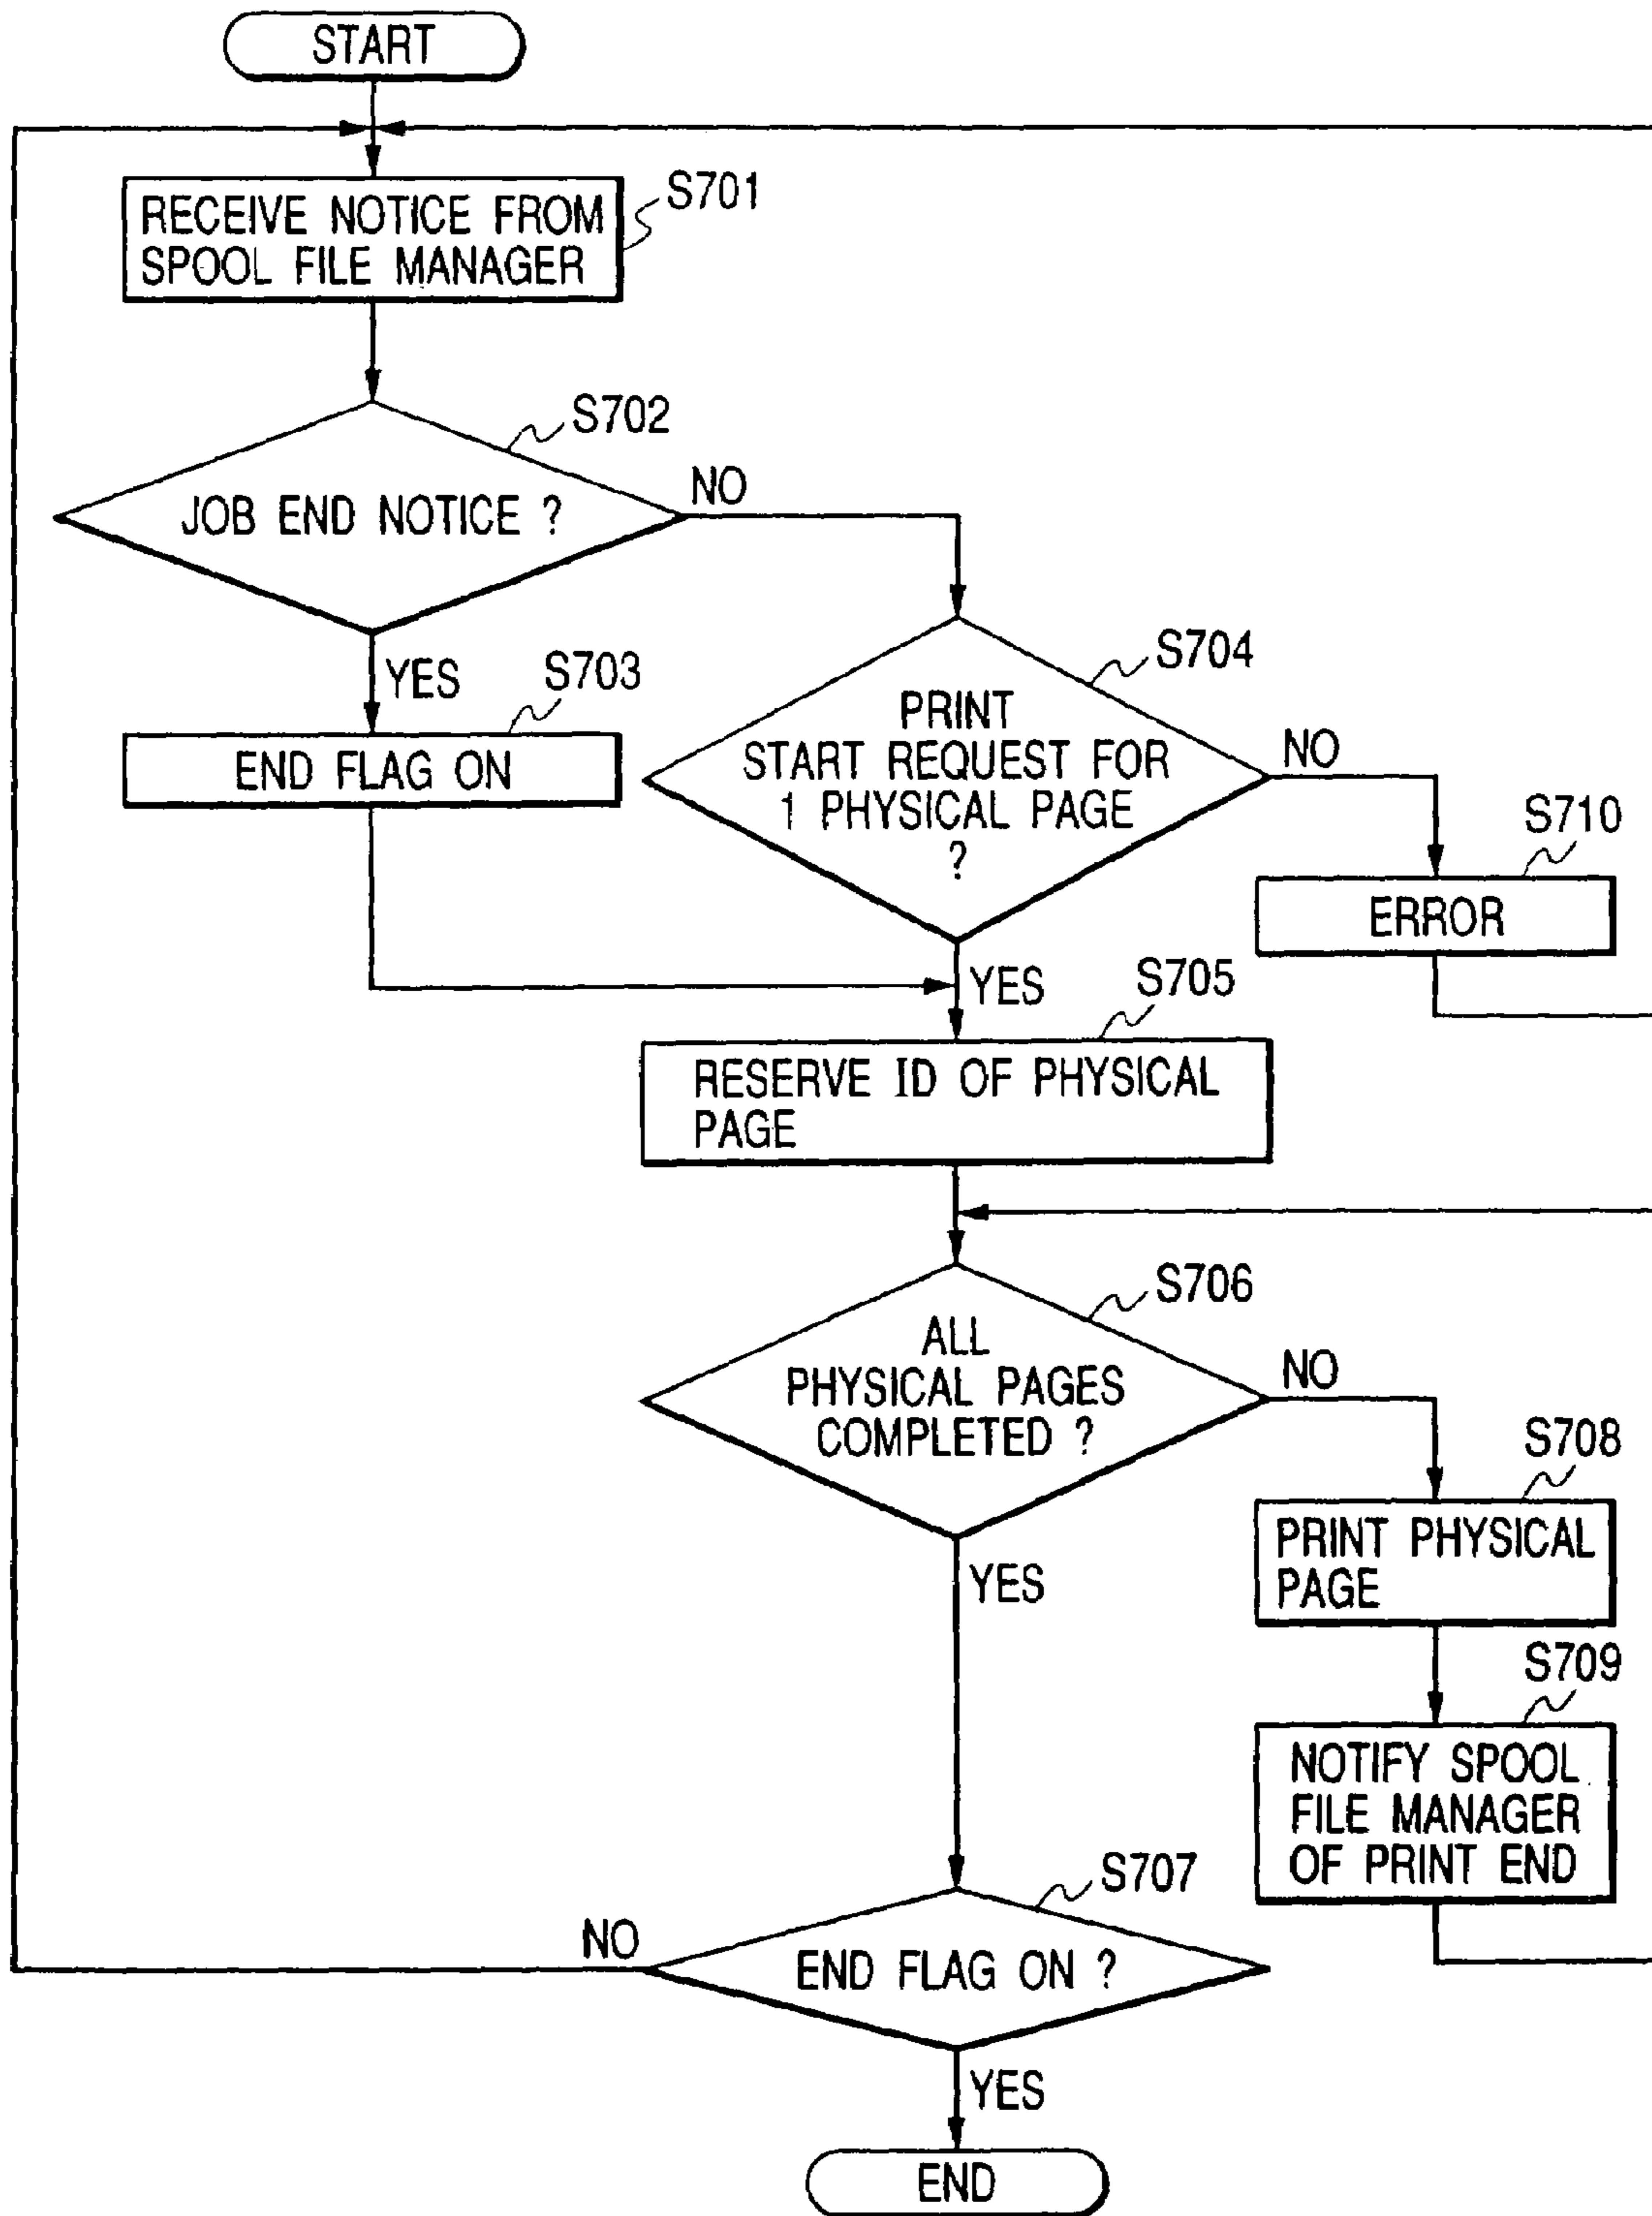 START
RECEIVE NOTICE FROM
SPOOL FILE MANAGER
S701
S702
JOB END NOTICE ?
NO
YES
S703
END FLAG ON
S704
PRINT
START REQUEST FOR
1 PHYSICAL PAGE
?
NO
S710
ERROR
YES
S705
RESERVE ID OF PHYSICAL
PAGE
S706
ALL
PHYSICAL PAGES
COMPLETED ?
NO
S708
PRINT PHYSICAL
PAGE
YES
S709
NOTIFY SPOOL
FILE MANAGER
OF PRINT END
S707
NO
END FLAG ON ?
YES
END